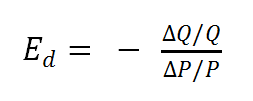 E_d = − (ΔQ/Q) / (ΔP/P)